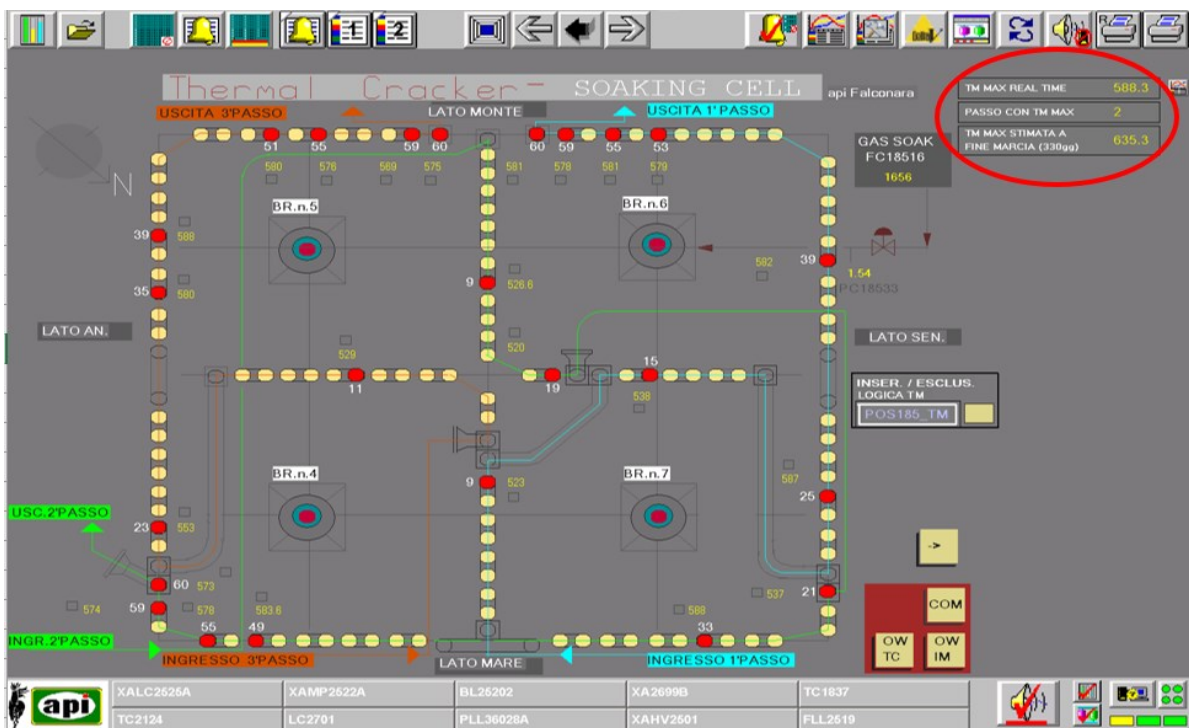 1
2
R
Thermal Cracker - SOAKING CELL api Falconara
TM MAX REAL TIME 588.3
PASSO CON TM MAX 2
TM MAX STIMATA A
FINE MARCIA (330gg) 635.3
USCITA 3°PASSO
LATO MONTE
USCITA 1°PASSO
51 55 59 60
60 59 55 53
580 576 569 575
581 578 581 579
GAS SOAK
FC18516
1656
N
BR.n.5
BR.n.6
39 588
582 39
35 580
9 526.6
1.54
PC18533
LATO AN.
LATO SEN.
529
520
11
19
15
538
INSER. / ESCLUS.
LOGICA TM
POS185_TM
BR.n.4
BR.n.7
9 523
587
25
USC.2°PASSO
23 553
->
60 573
574
59 578 583.6
588
537 21
55 49
33
INGR.2°PASSO
INGRESSO 3°PASSO
LATO MARE
INGRESSO 1°PASSO
COM
OW
TC
OW
IM
api
XALC2525A XAMP2522A BL25202 XA2699B TC1837
TC2124 LC2701 PLL36028A XAHV2501 FLL2519